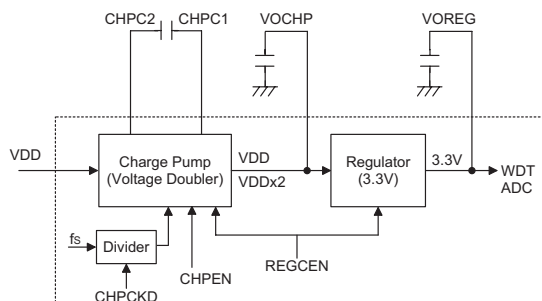 CHPC2 CHPC1
VOCHP
VOREG
VDD
Charge Pump
(Voltage Doubler)
VDD
VDDx2
Regulator
(3.3V)
3.3V
WDT
ADC
fs
Divider
CHPCKD
CHPEN
REGCEN